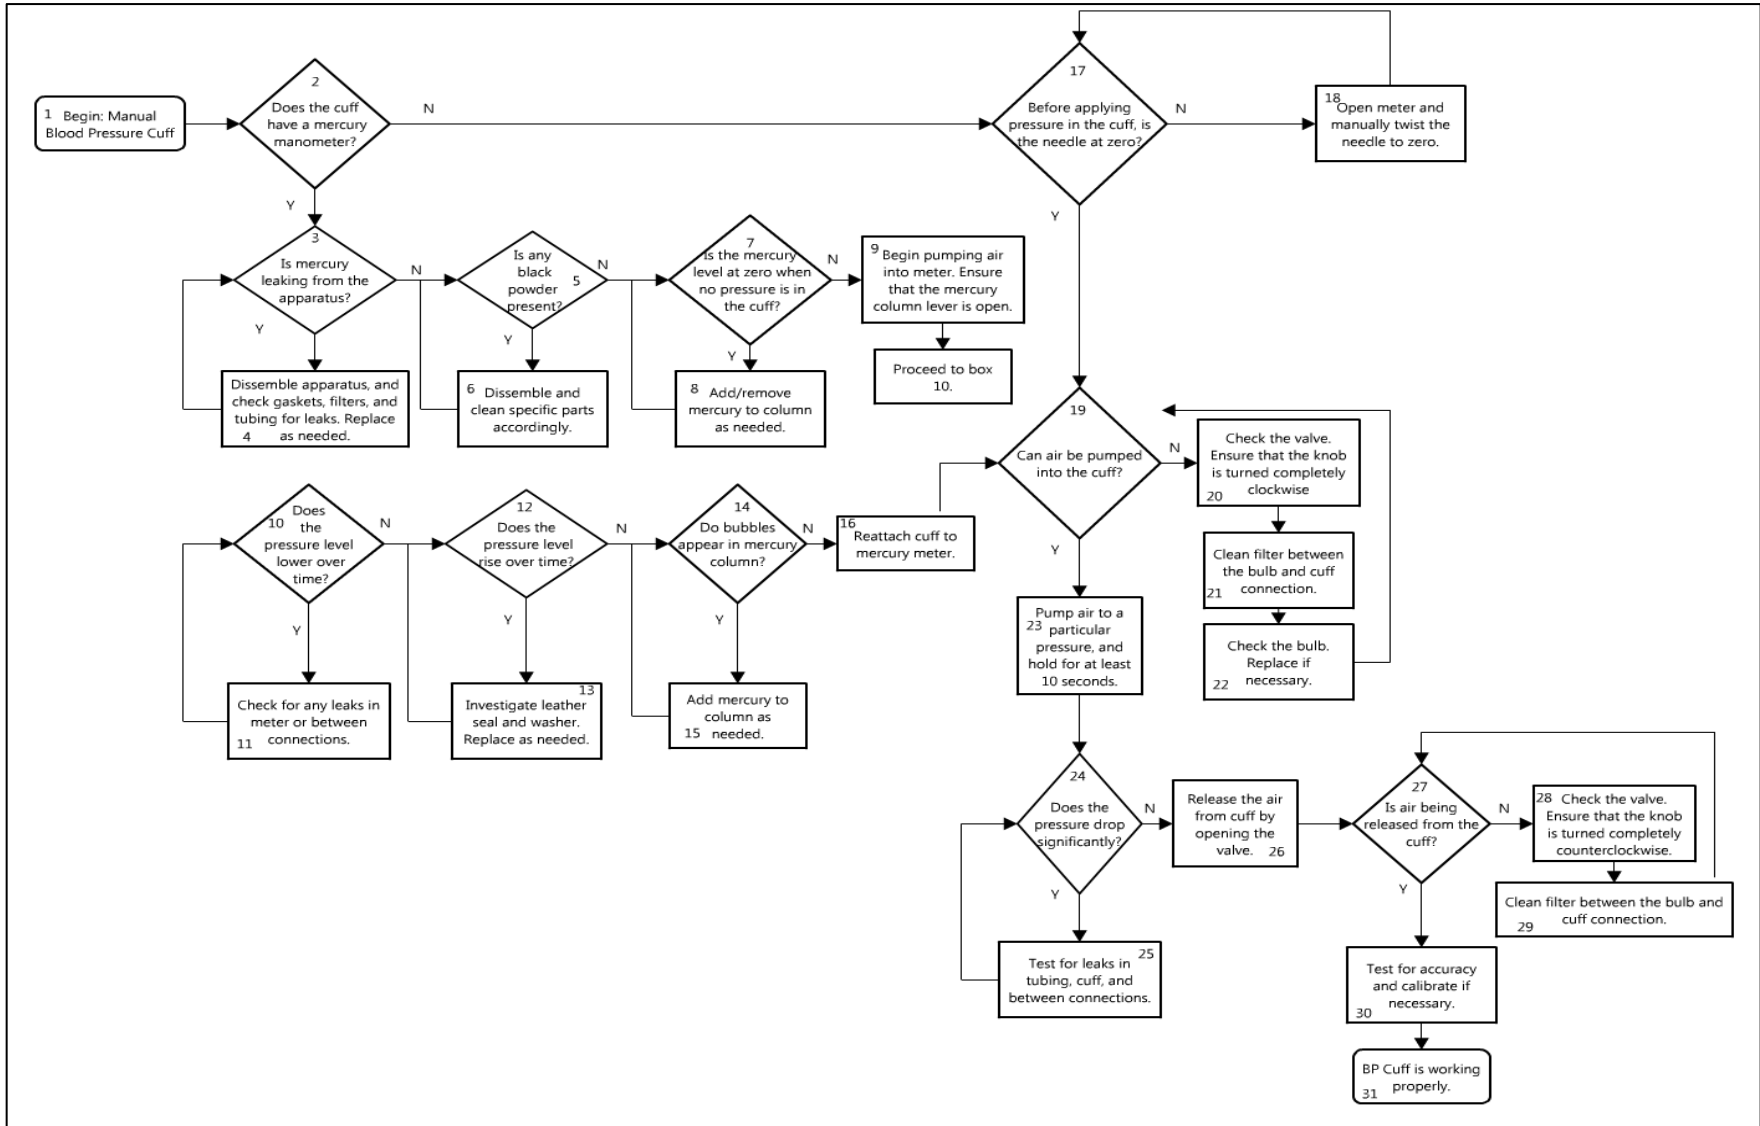 1 Begin: Manual
Blood Pressure Cuff
2
Does the cuff
have a mercury
manometer?
N
Y
3
Is mercury
leaking from the
apparatus?
N
Y
Dissemble apparatus, and
check gaskets, filters, and
tubing for leaks. Replace
4 as needed.
Is any
black
powder 5
present?
N
Y
6 Dissemble and
clean specific parts
accordingly.
7
Is the mercury
level at zero when
no pressure is in
the cuff?
N
Y
8 Add/remove
mercury to column
as needed.
9 Begin pumping air
into meter. Ensure
that the mercury
column lever is open.
Proceed to box
10.
10 Does
the
pressure level
lower over
time?
N
Y
Check for any leaks in
meter or between
11 connections.
12
Does the
pressure level
rise over time?
N
Y
13
Investigate leather
seal and washer.
Replace as needed.
14
Do bubbles
appear in mercury
column?
N
Y
Add mercury to
column as
15 needed.
16
Reattach cuff to
mercury meter.
17
Before applying
pressure in the cuff, is
the needle at zero?
N
Y
18
Open meter and
manually twist the
needle to zero.
19
Can air be pumped
into the cuff?
N
Y
Check the valve.
Ensure that the knob
is turned completely
20 clockwise
Clean filter between
the bulb and cuff
21 connection.
Check the bulb.
Replace if
22 necessary.
Pump air to a
23 particular
pressure, and
hold for at least
10 seconds.
24
Does the
pressure drop
significantly?
N
Y
25
Test for leaks in
tubing, cuff, and
between connections.
Release the air
from cuff by
opening the
valve. 26
27
Is air being
released from the
cuff?
N
Y
28 Check the valve.
Ensure that the knob
is turned completely
counterclockwise.
Clean filter between the bulb and
cuff connection.
29
Test for accuracy
and calibrate if
necessary.
30
BP Cuff is working
properly.
31